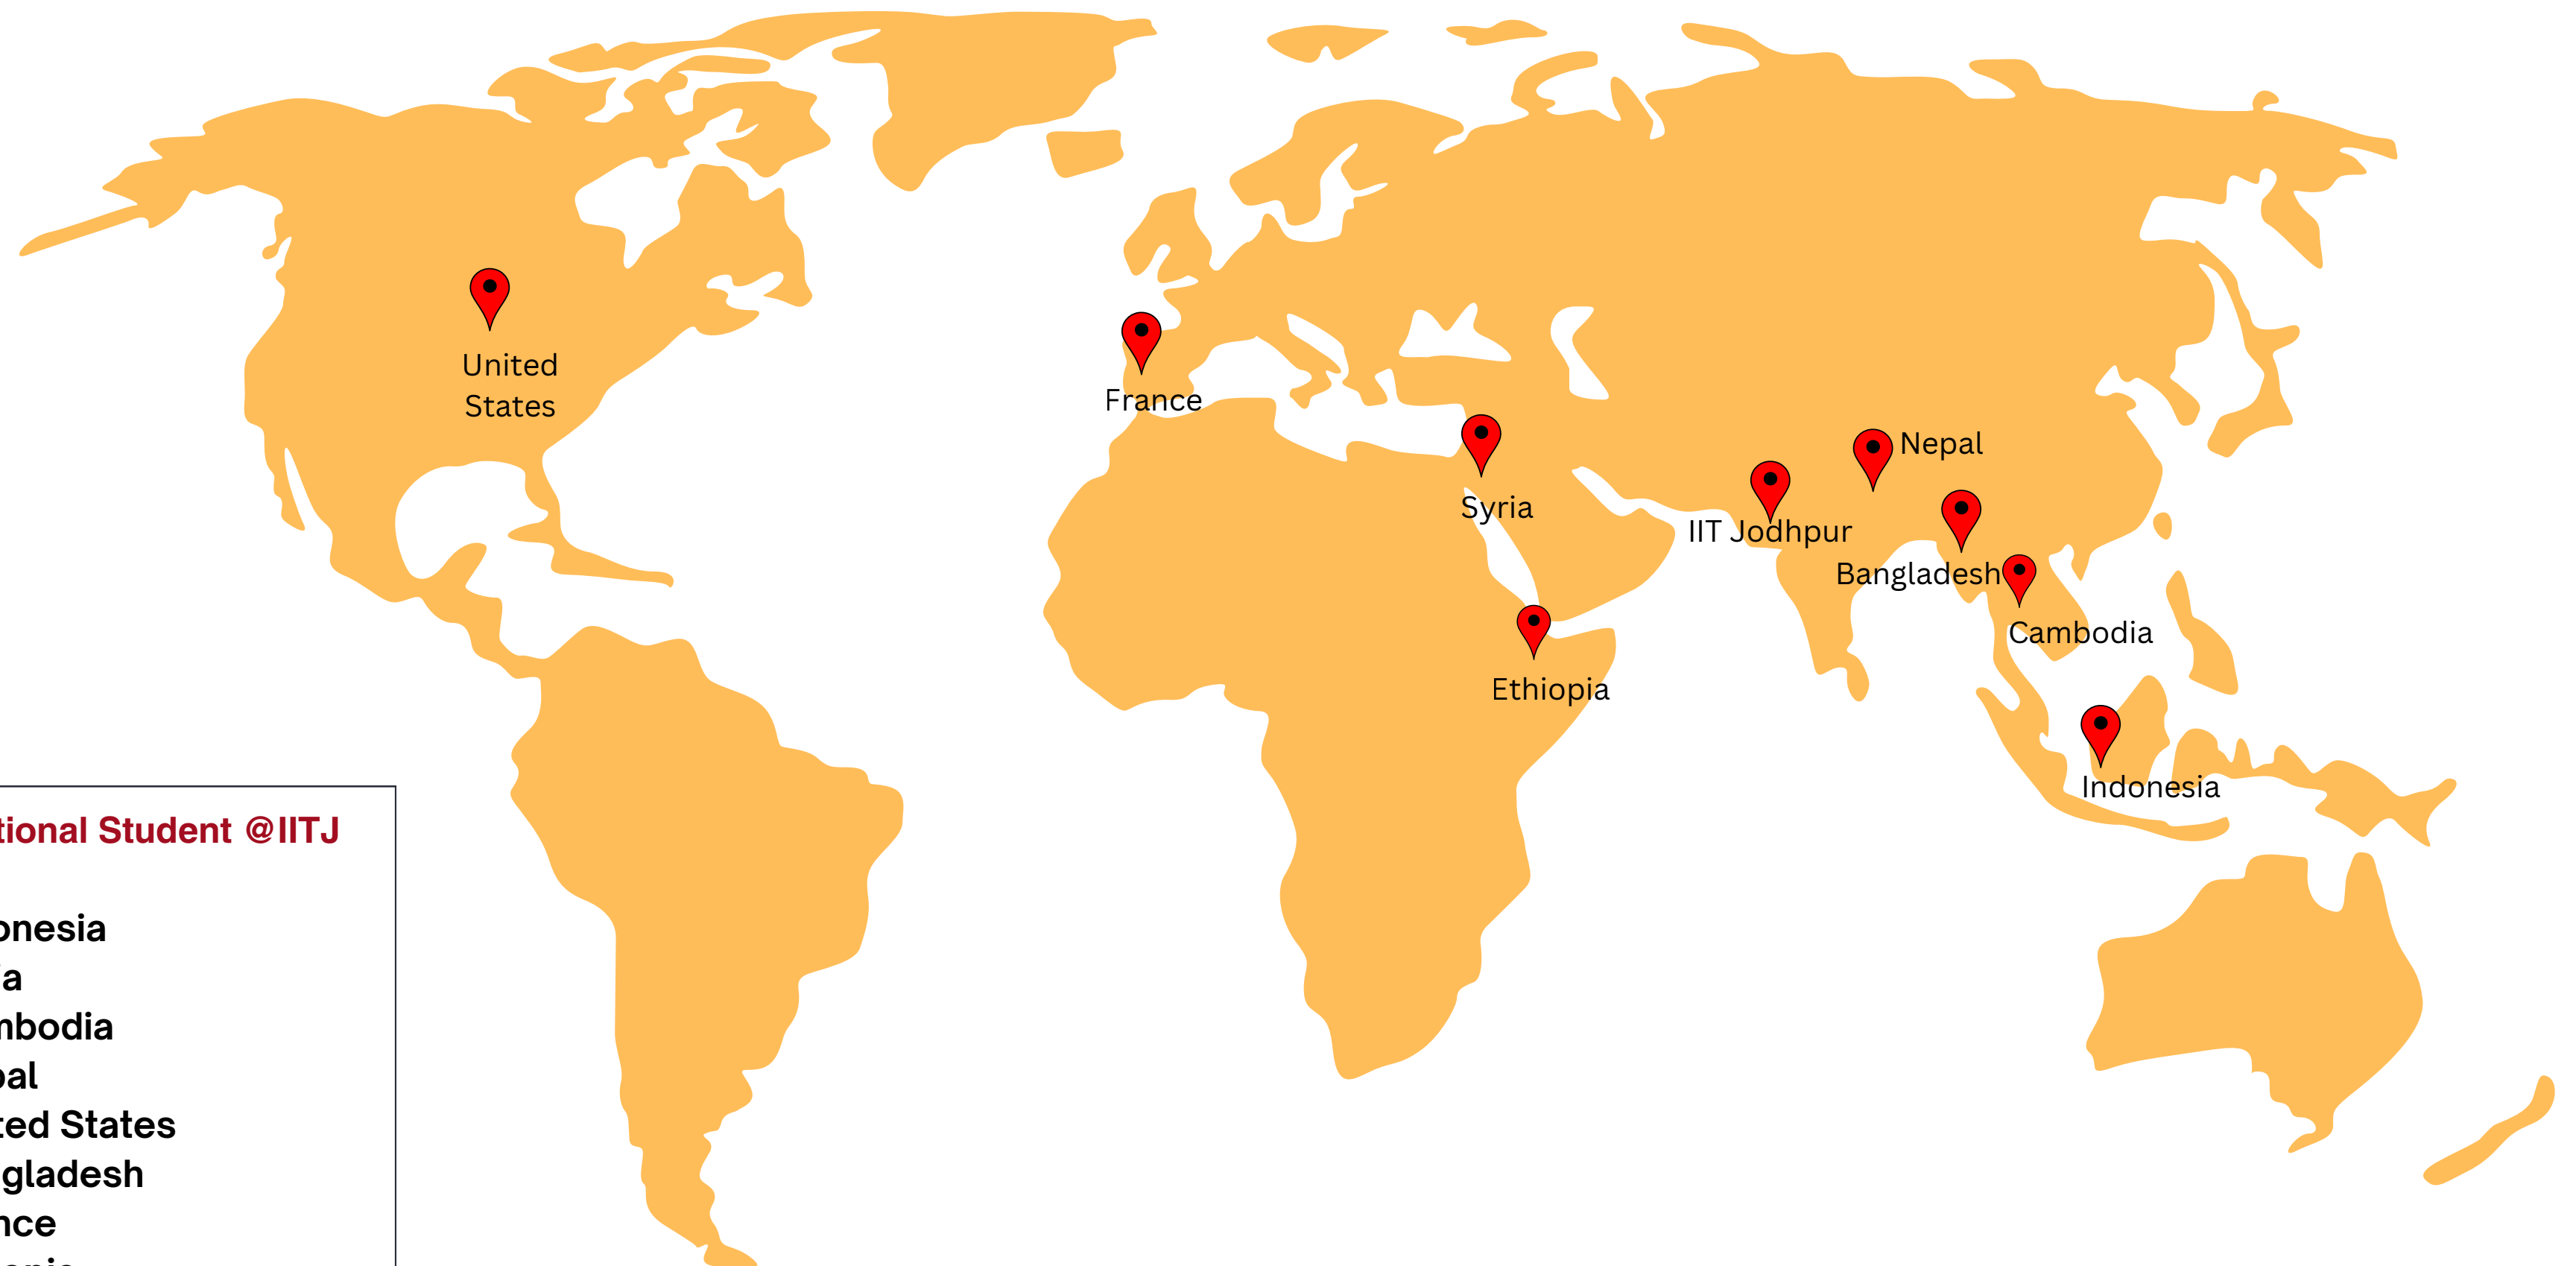 United
States
France
Syria
Nepal
IIT Jodhpur
Bangladesh
Cambodia
Ethiopia
Indonesia
tional Student @IITJ
onesia
ia
mbodia
pal
ted States
gladesh
nce